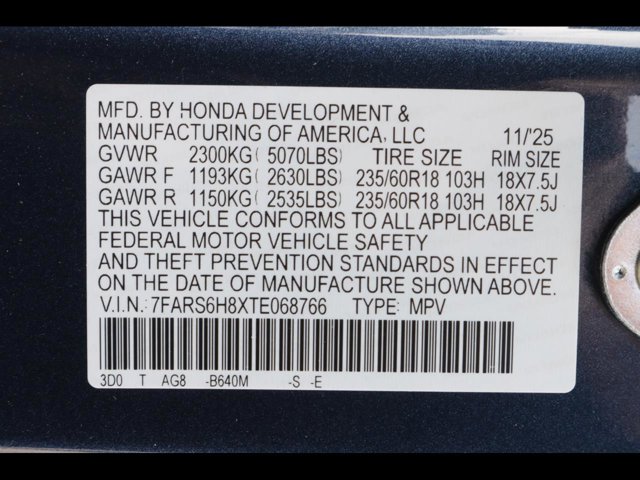 MFD. BY HONDA DEVELOPMENT &
MANUFACTURING OF AMERICA, LLC 11/25
GVWR 2300KG( 5070LBS) TIRE SIZE RIM SIZE
GAWR F 1193KG( 2630LBS) 235/60R18 103H 18X7.5J
GAWR R 1150KG( 2535LBS) 235/60R18 103H 18X7.5J
THIS VEHICLE CONFORMS TO ALL APPLICABLE
FEDERAL MOTOR VEHICLE SAFETY
AND THEFT PREVENTION STANDARDS IN EFFECT
ON THE DATE OF MANUFACTURE SHOWN ABOVE.
V.I.N.: 7FARS6H8XTE068766 TYPE: MPV
3D0 T AG8 -B640M -S -E